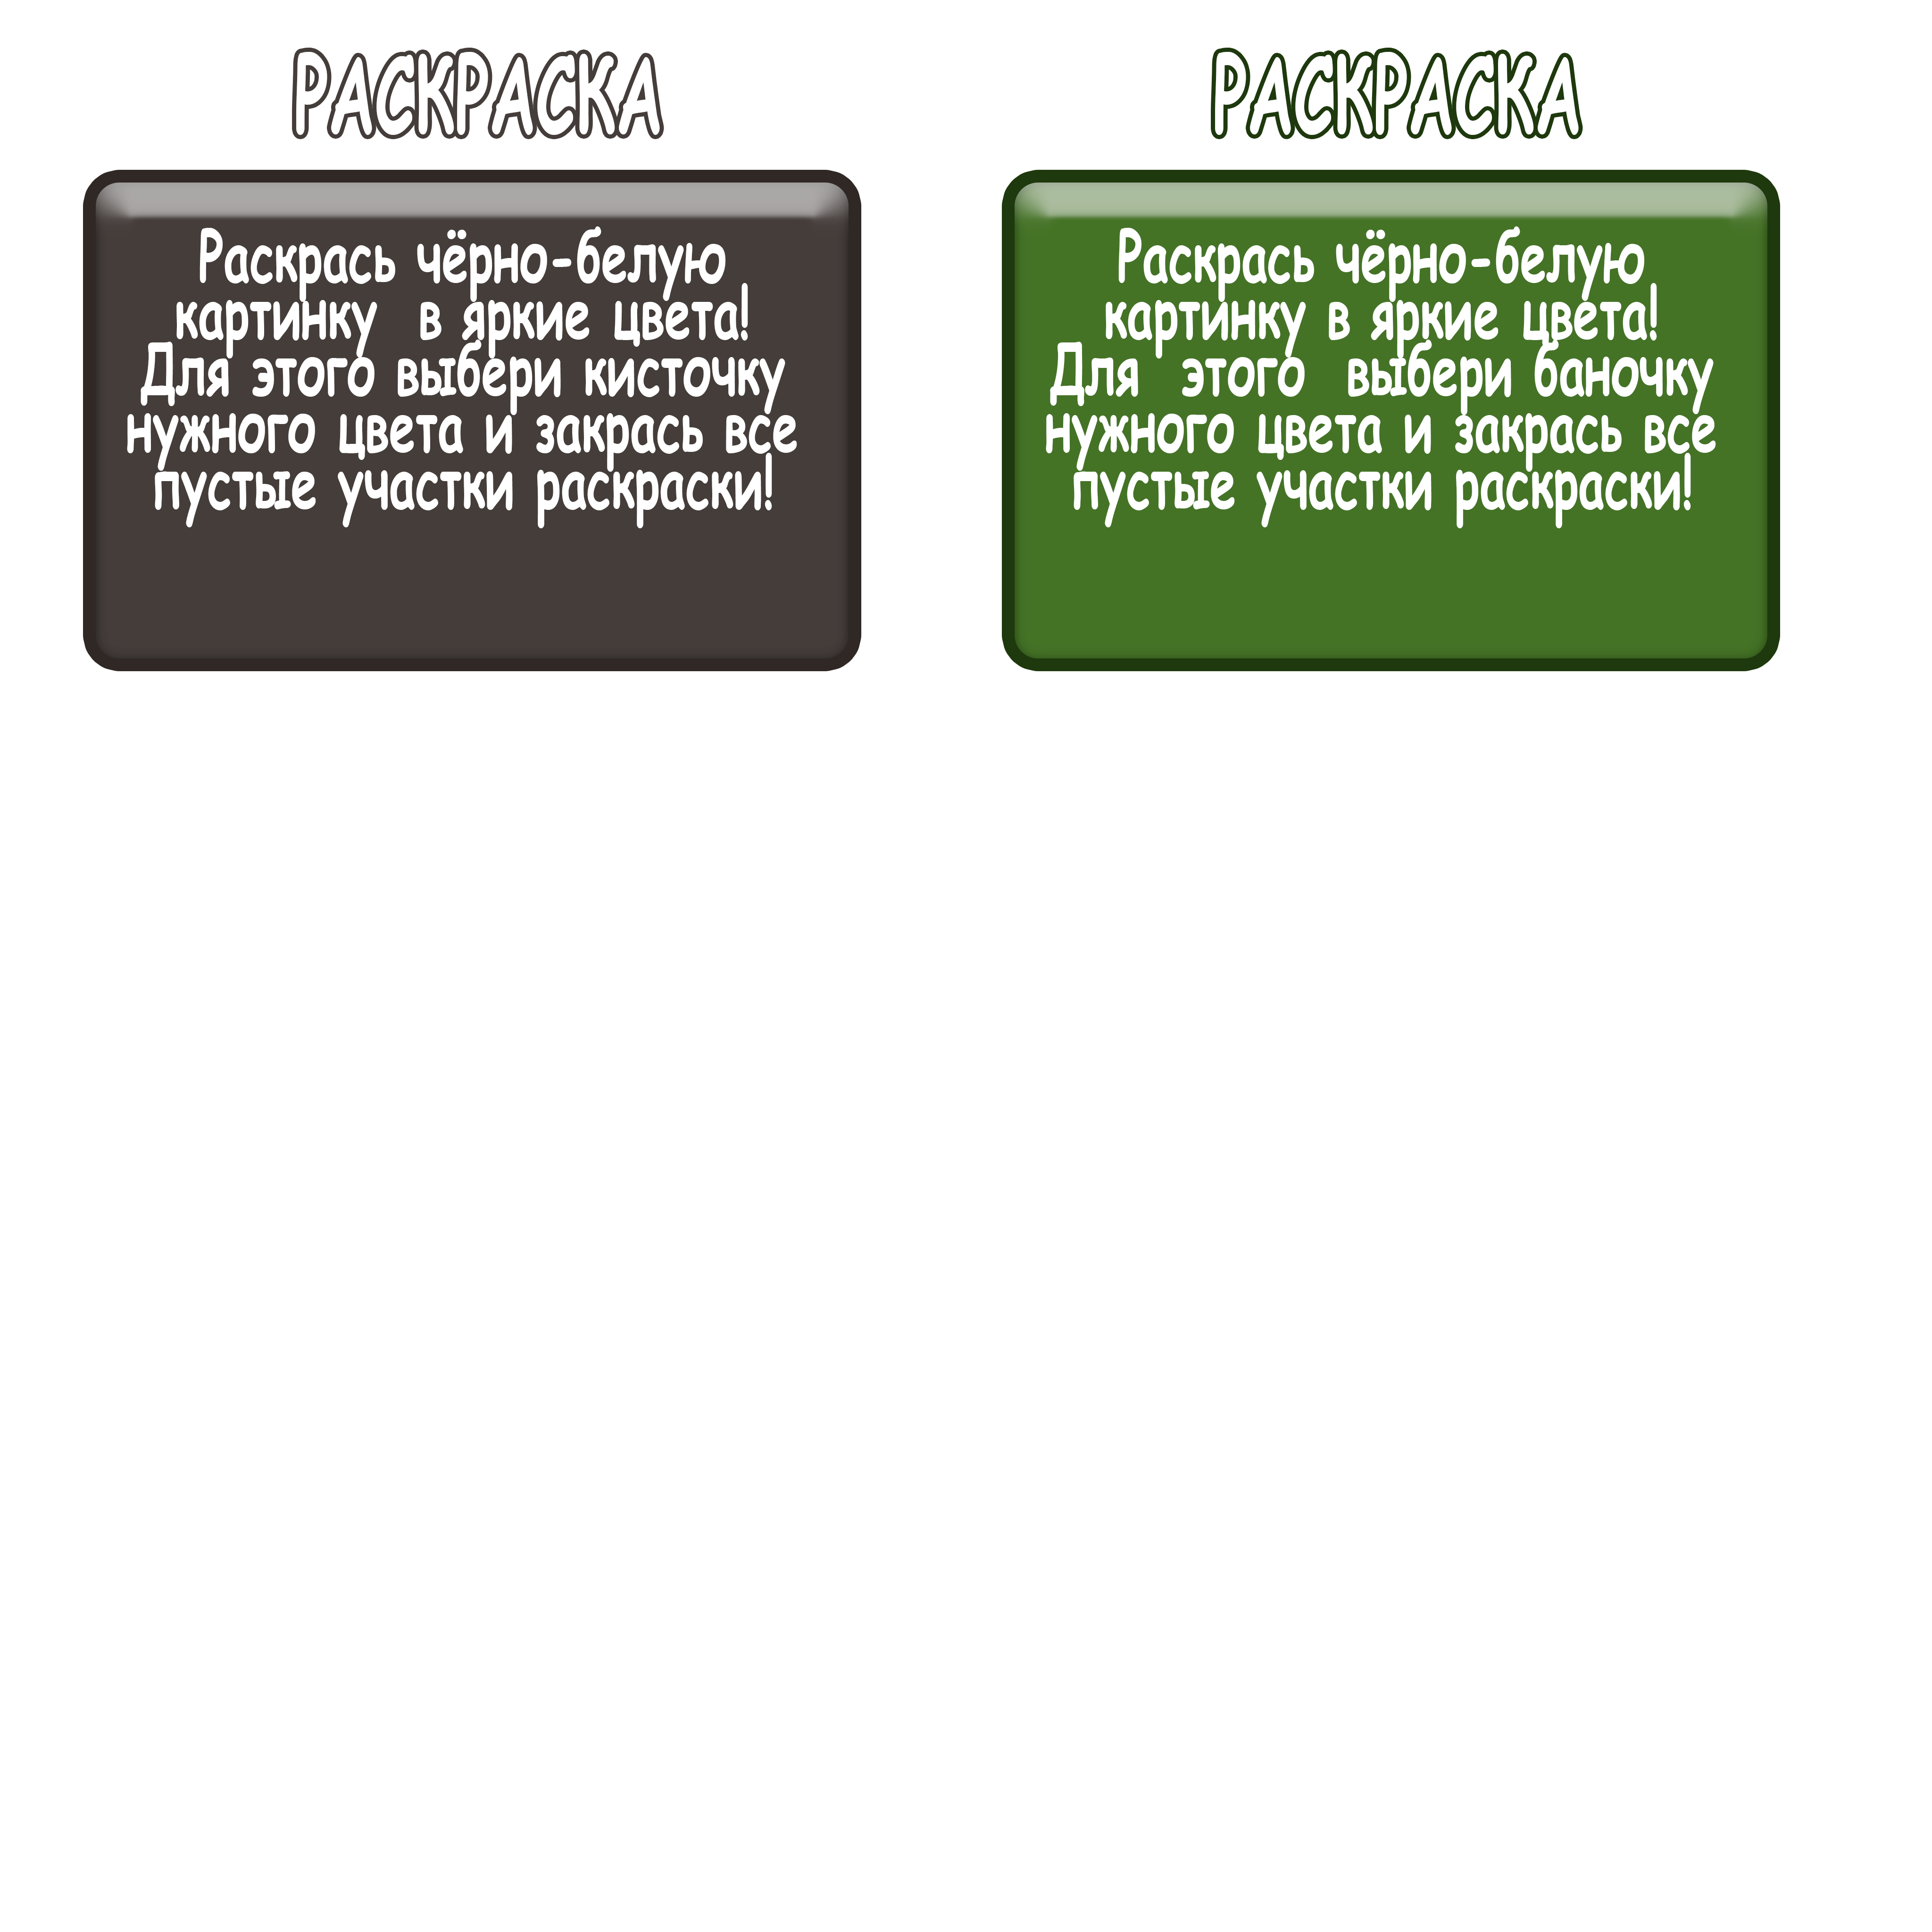 РАСКРАСКА
Раскрась чёрно-белую
картинку в яркие цвета!
Для этого выбери кисточку
нужного цвета и закрась все
пустые участки раскраски!
РАСКРАСКА
Раскрась чёрно-белую
картинку в яркие цвета!
Для этого выбери баночку
нужного цвета и закрась все
пустые участки раскраски!